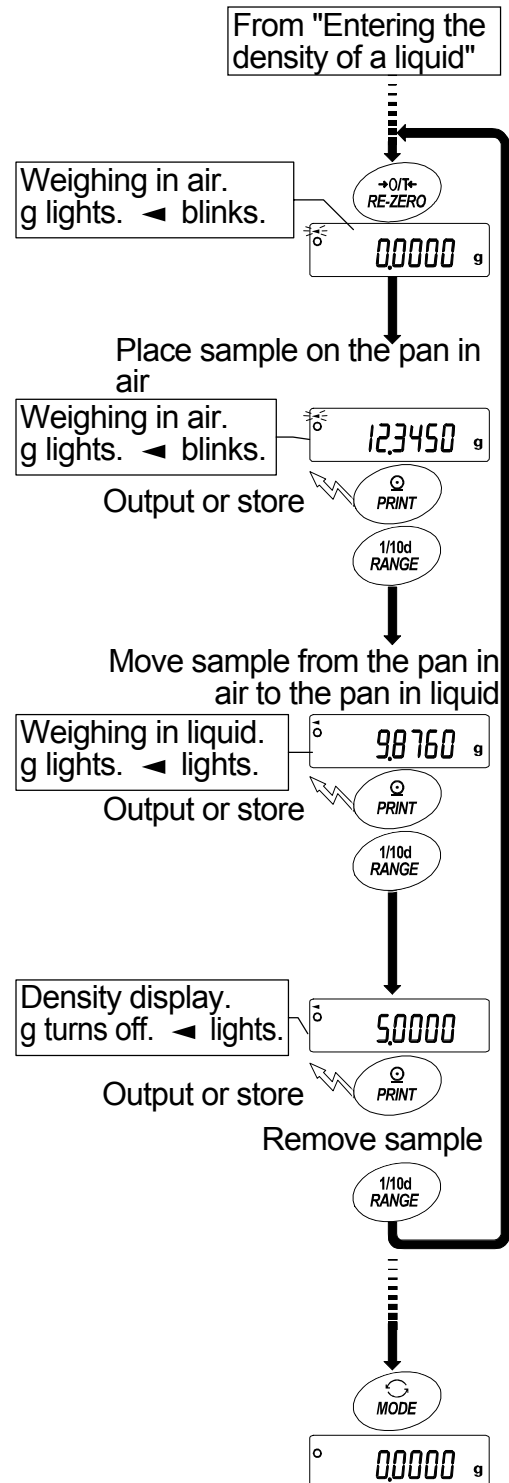 From "Entering the
density of a liquid"
→0/T←
RE-ZERO
Weighing in air.
g lights. ◄ blinks.
0.0000 g
Place sample on the pan in
air
Weighing in air.
g lights. ◄ blinks.
12.3450 g
Output or store
PRINT
1/10d
RANGE
Move sample from the pan in
air to the pan in liquid
Weighing in liquid.
g lights. ◄ lights.
9.8760 g
Output or store
PRINT
1/10d
RANGE
Density display.
g turns off. ◄ lights.
5.0000
Output or store
PRINT
Remove sample
1/10d
RANGE
MODE
0.0000 g